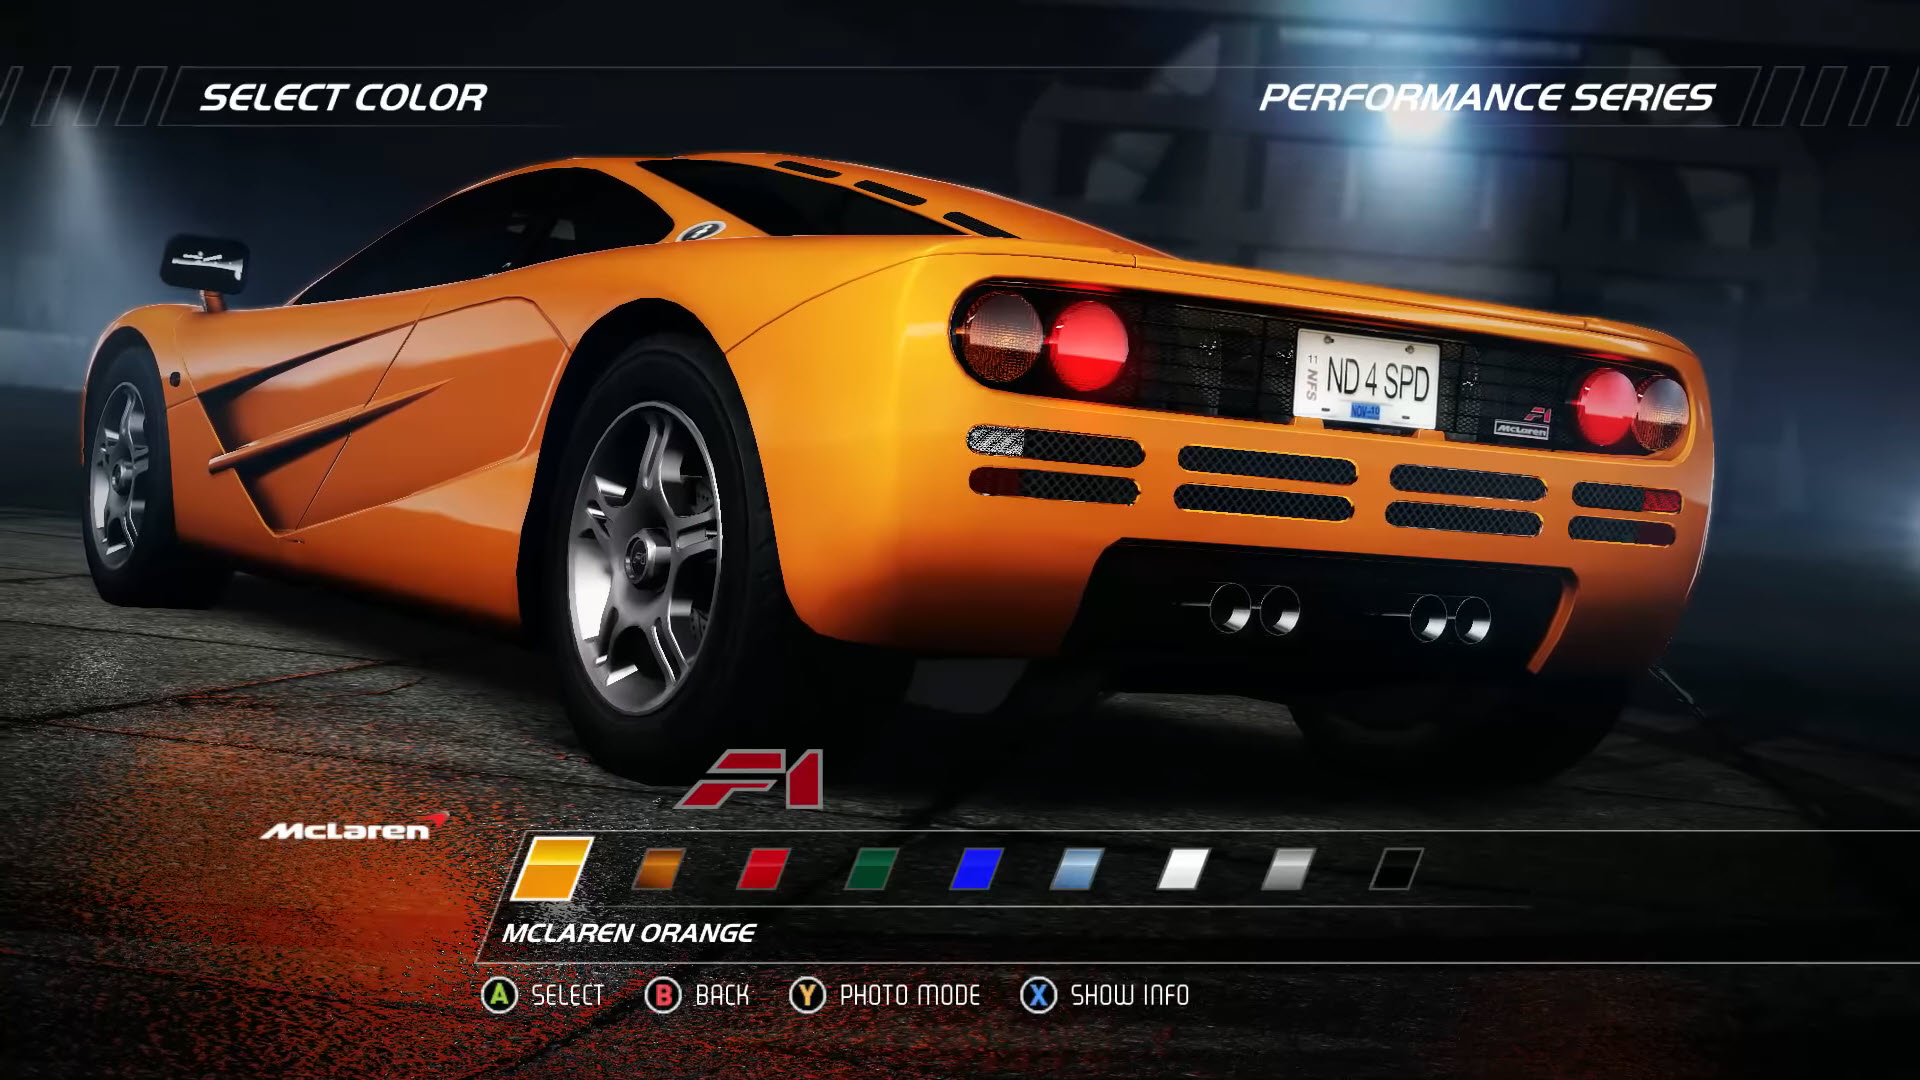 SELECT COLOR
PERFORMANCE SERIES
11 NFS
ND 4 SPD
NOV-10
F1
McLaren
F1
McLaren
MCLAREN ORANGE
A SELECT B BACK Y PHOTO MODE X SHOW INFO